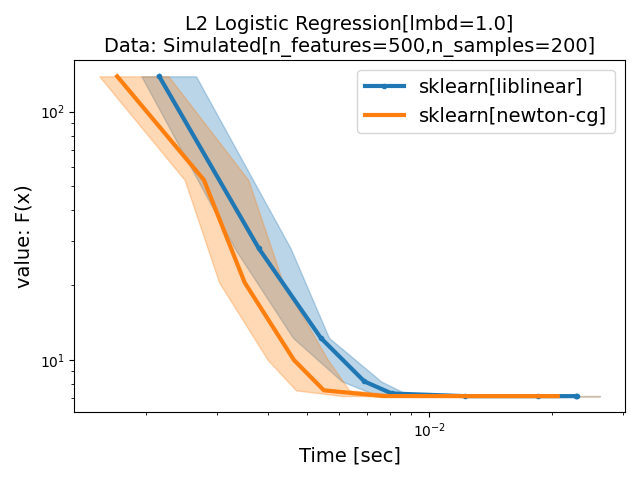 L2 Logistic Regression[lmbd=1.0]
Data: Simulated[n_features=500,n_samples=200]
sklearn[liblinear]
sklearn[newton-cg]
value: F(x)
10²
10¹
10⁻²
Time [sec]